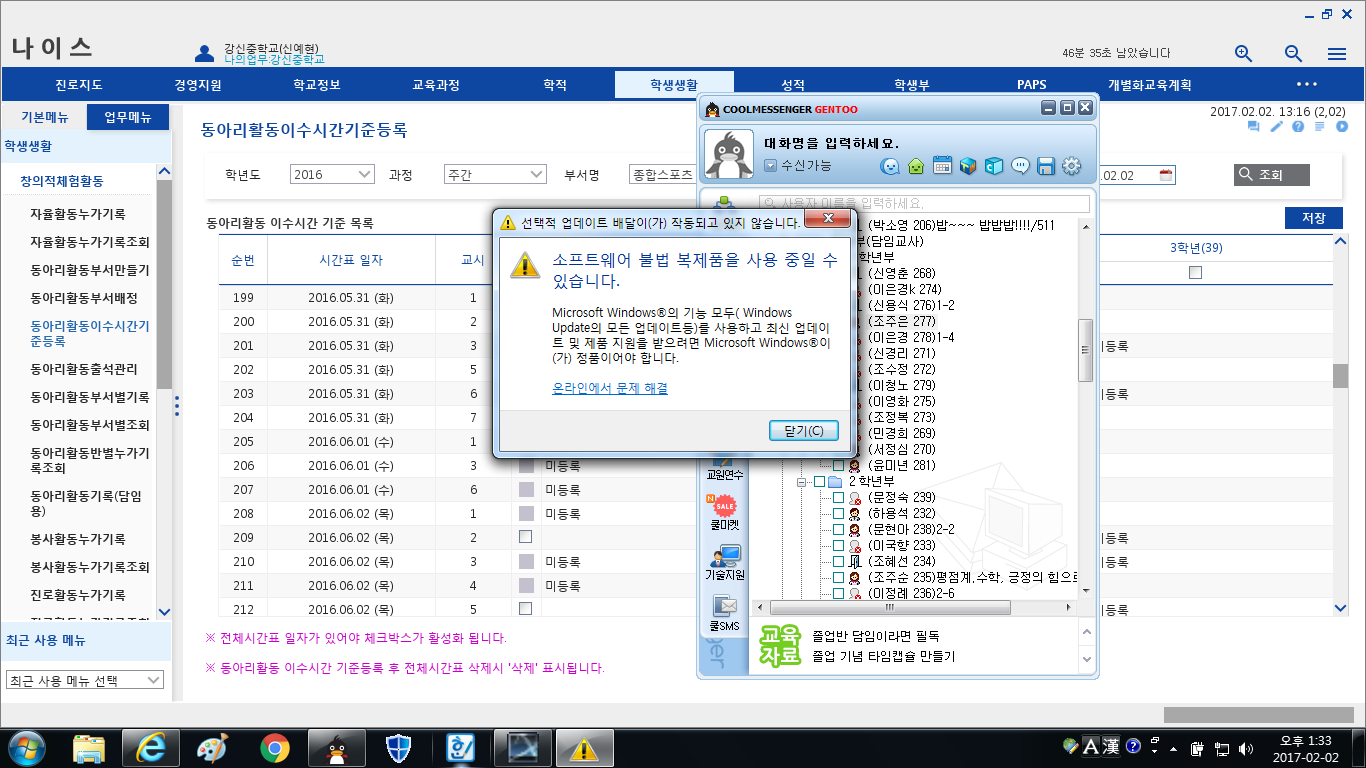 나이스
강신중학교(신예현)
나의업무:강신중학교
46분 35초 남았습니다
진로지도 경영지원 학교정보 교육과정 학적 학생생활 성적 학생부 PAPS 개별화교육계획
기본메뉴 업무메뉴
2017.02.02. 13:16 (2,02)
학생생활
창의적체험활동
자율활동누가기록
자율활동누가기록조회
동아리활동부서만들기
동아리활동부서배정
동아리활동이수시간기
준등록
동아리활동출석관리
동아리활동부서별기록
동아리활동부서별조회
동아리활동반별누가기
록조회
동아리활동기록(담임
용)
봉사활동누가기록
봉사활동누가기록조회
진로활동누가기록
최근 사용 메뉴
최근 사용 메뉴 선택
동아리활동이수시간기준등록
학년도 2016 과정 주간 부서명 종합스포츠
.02.02 조회
동아리활동 이수시간 기준 목록
저장
순번 시간표 일자 교시 3학년(39)
199 2016.05.31 (화) 1
200 2016.05.31 (화) 2
201 2016.05.31 (화) 3 등록
202 2016.05.31 (화) 5
203 2016.05.31 (화) 6 등록
204 2016.05.31 (화) 7
205 2016.06.01 (수) 1
206 2016.06.01 (수) 3 미등록
207 2016.06.01 (수) 6 미등록
208 2016.06.02 (목) 1 미등록
209 2016.06.02 (목) 2 등록
210 2016.06.02 (목) 3 미등록 등록
211 2016.06.02 (목) 4 미등록
212 2016.06.02 (목) 5 등록
※ 전체시간표 일자가 있어야 체크박스가 활성화 됩니다.
※ 동아리활동 이수시간 기준등록 후 전체시간표 삭제시 '삭제' 표시됩니다.
COOLMESSENGER GENTOO
대화명을 입력하세요.
수신가능
사용자 이름을 입력하세요.
(박소영 206)밥~~~ 밥밥밥!!!!/511
부(담임교사)
학년부
(신영춘 268)
(이은경k 274)
(신용식 276)1-2
(조주은 277)
(이은경 278)1-4
(신경리 271)
(조수정 272)
(이청노 279)
(이영화 275)
(조정복 273)
(민경희 269)
(서정심 270)
(윤미년 281)
2 학년부
(문정숙 239)
(하용석 232)
(문현아 238)2-2
(이국향 233)
(조혜선 234)
(조주순 235)평점계.수학, 긍정의 힘으로
(이정례 236)2-6
교원연수
N
SALE
쿨마켓
기술지원
쿨SMS
교육
자료
졸업반 담임이라면 필독
졸업 기념 타임캡슐 만들기
선택적 업데이트 배달이(가) 작동되고 있지 않습니다.
소프트웨어 불법 복제품을 사용 중일 수
있습니다.
Microsoft Windows®의 기능 모두( Windows
Update의 모든 업데이트등)를 사용하고 최신 업데이
트 및 제품 지원을 받으려면 Microsoft Windows®이
(가) 정품이어야 합니다.
온라인에서 문제 해결
닫기(C)
A 漢
오후 1:33
2017-02-02